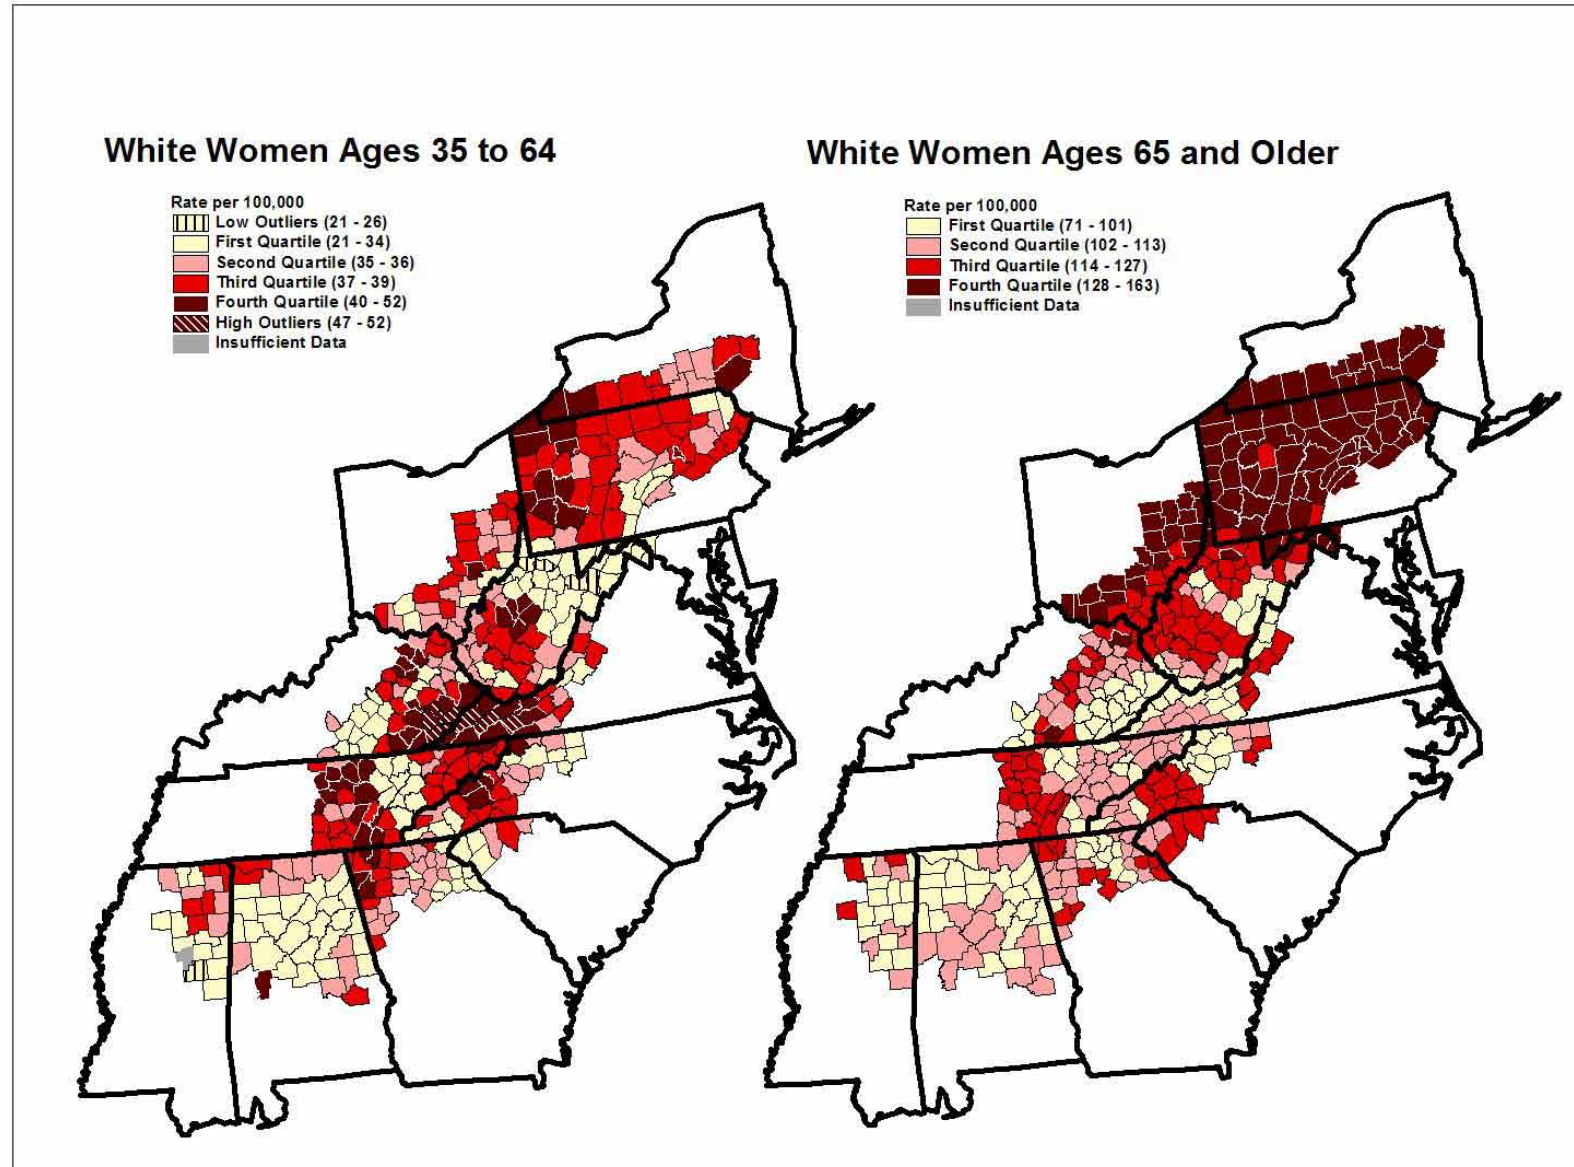 White Women Ages 35 to 64
Rate per 100,000
Low Outliers (21 - 26)
First Quartile (21 - 34)
Second Quartile (35 - 36)
Third Quartile (37 - 39)
Fourth Quartile (40 - 52)
High Outliers (47 - 52)
Insufficient Data
White Women Ages 65 and Older
Rate per 100,000
First Quartile (71 - 101)
Second Quartile (102 - 113)
Third Quartile (114 - 127)
Fourth Quartile (128 - 163)
Insufficient Data